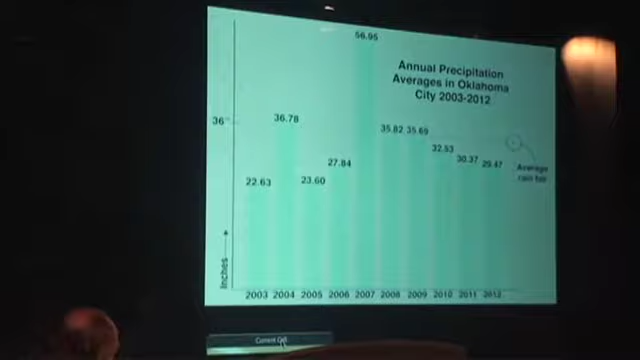 56.95
Annual Precipitation
Averages in Oklahoma
City 2003-2012
36"
36.78
35.82 35.69
32.53
30.37 29.47
27.84
Average
rain fall
22.63
23.60
Inches
2003 2004 2005 2006 2007 2008 2009 2010 2011 2012